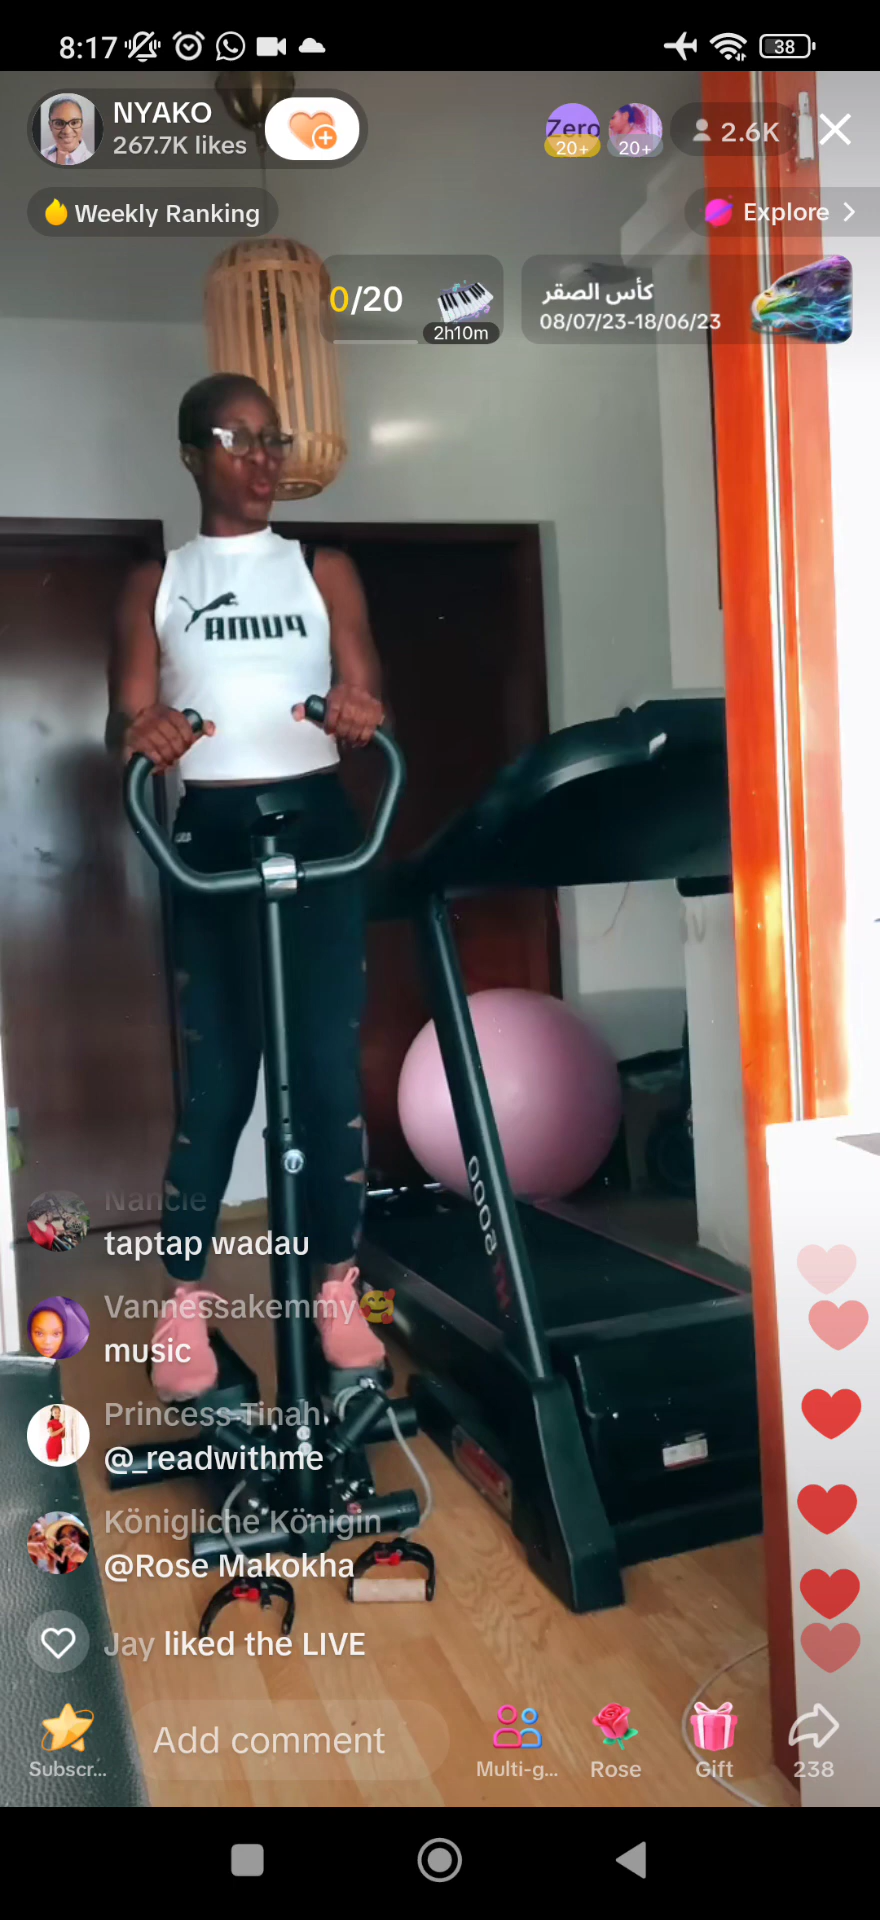 8:17
38
NYAKO
267.7K likes
Zero
20+
20+
2.6K
Weekly Ranking
Explore
0/20
2h10m
كأس الصقر
08/07/23-18/06/23
PUMA
5000
Nancie
taptap wadau
Vannessakemmy🥰
music
Princess Tinah
@_readwithme
Königliche Königin
@Rose Makokha
Jay liked the LIVE
Add comment
Subscr...
Multi-g...
Rose
Gift
238